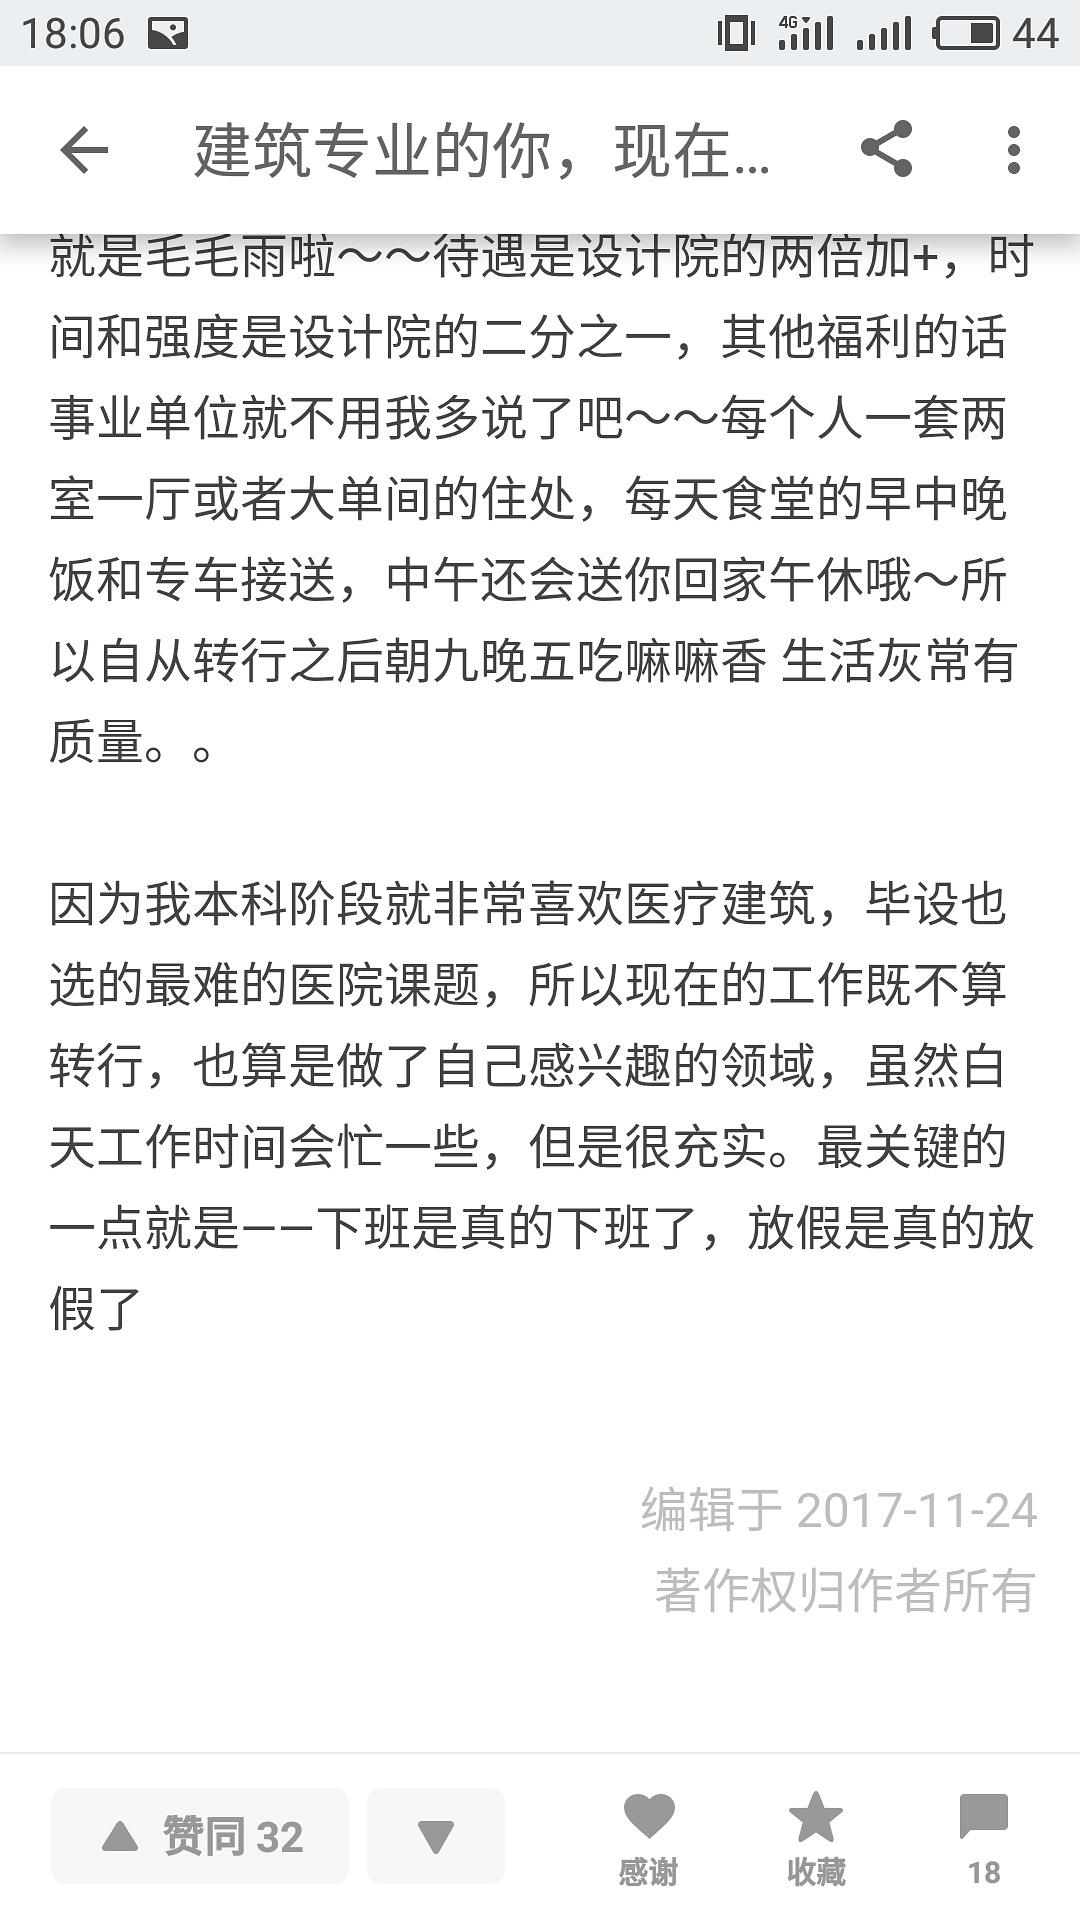 18:06
4G
44
建筑专业的你，现在...
就是毛毛雨啦～～待遇是设计院的两倍加+，时
间和强度是设计院的二分之一，其他福利的话
事业单位就不用我多说了吧～～每个人一套两
室一厅或者大单间的住处，每天食堂的早中晚
饭和专车接送，中午还会送你回家午休哦～所
以自从转行之后朝九晚五吃嘛嘛香 生活灰常有
质量。。
因为我本科阶段就非常喜欢医疗建筑，毕设也
选的最难的医院课题，所以现在的工作既不算
转行，也算是做了自己感兴趣的领域，虽然白
天工作时间会忙一些，但是很充实。最关键的
一点就是——下班是真的下班了，放假是真的放
假了
编辑于 2017-11-24
著作权归作者所有
赞同 32
感谢
收藏
18